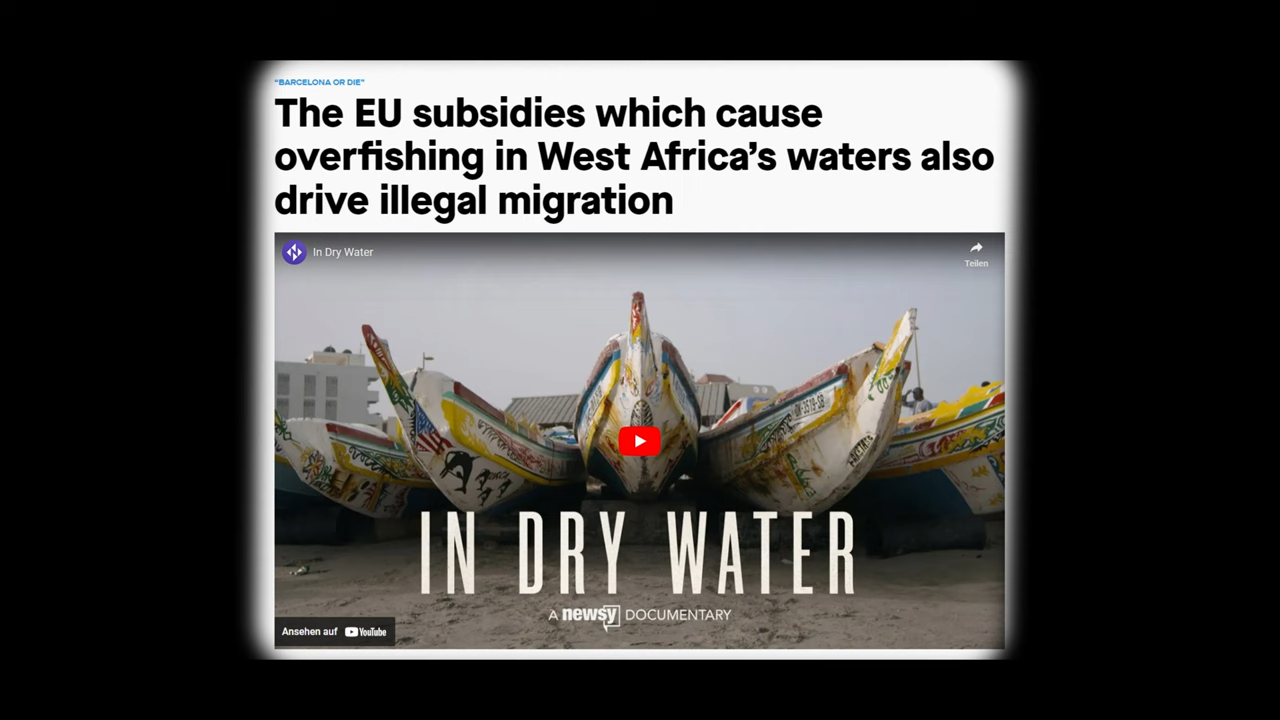 "BARCELONA OR DIE"
The EU subsidies which cause
overfishing in West Africa’s waters also
drive illegal migration
In Dry Water
Teilen
IN DRY WATER
A newsy DOCUMENTARY
Ansehen auf YouTube